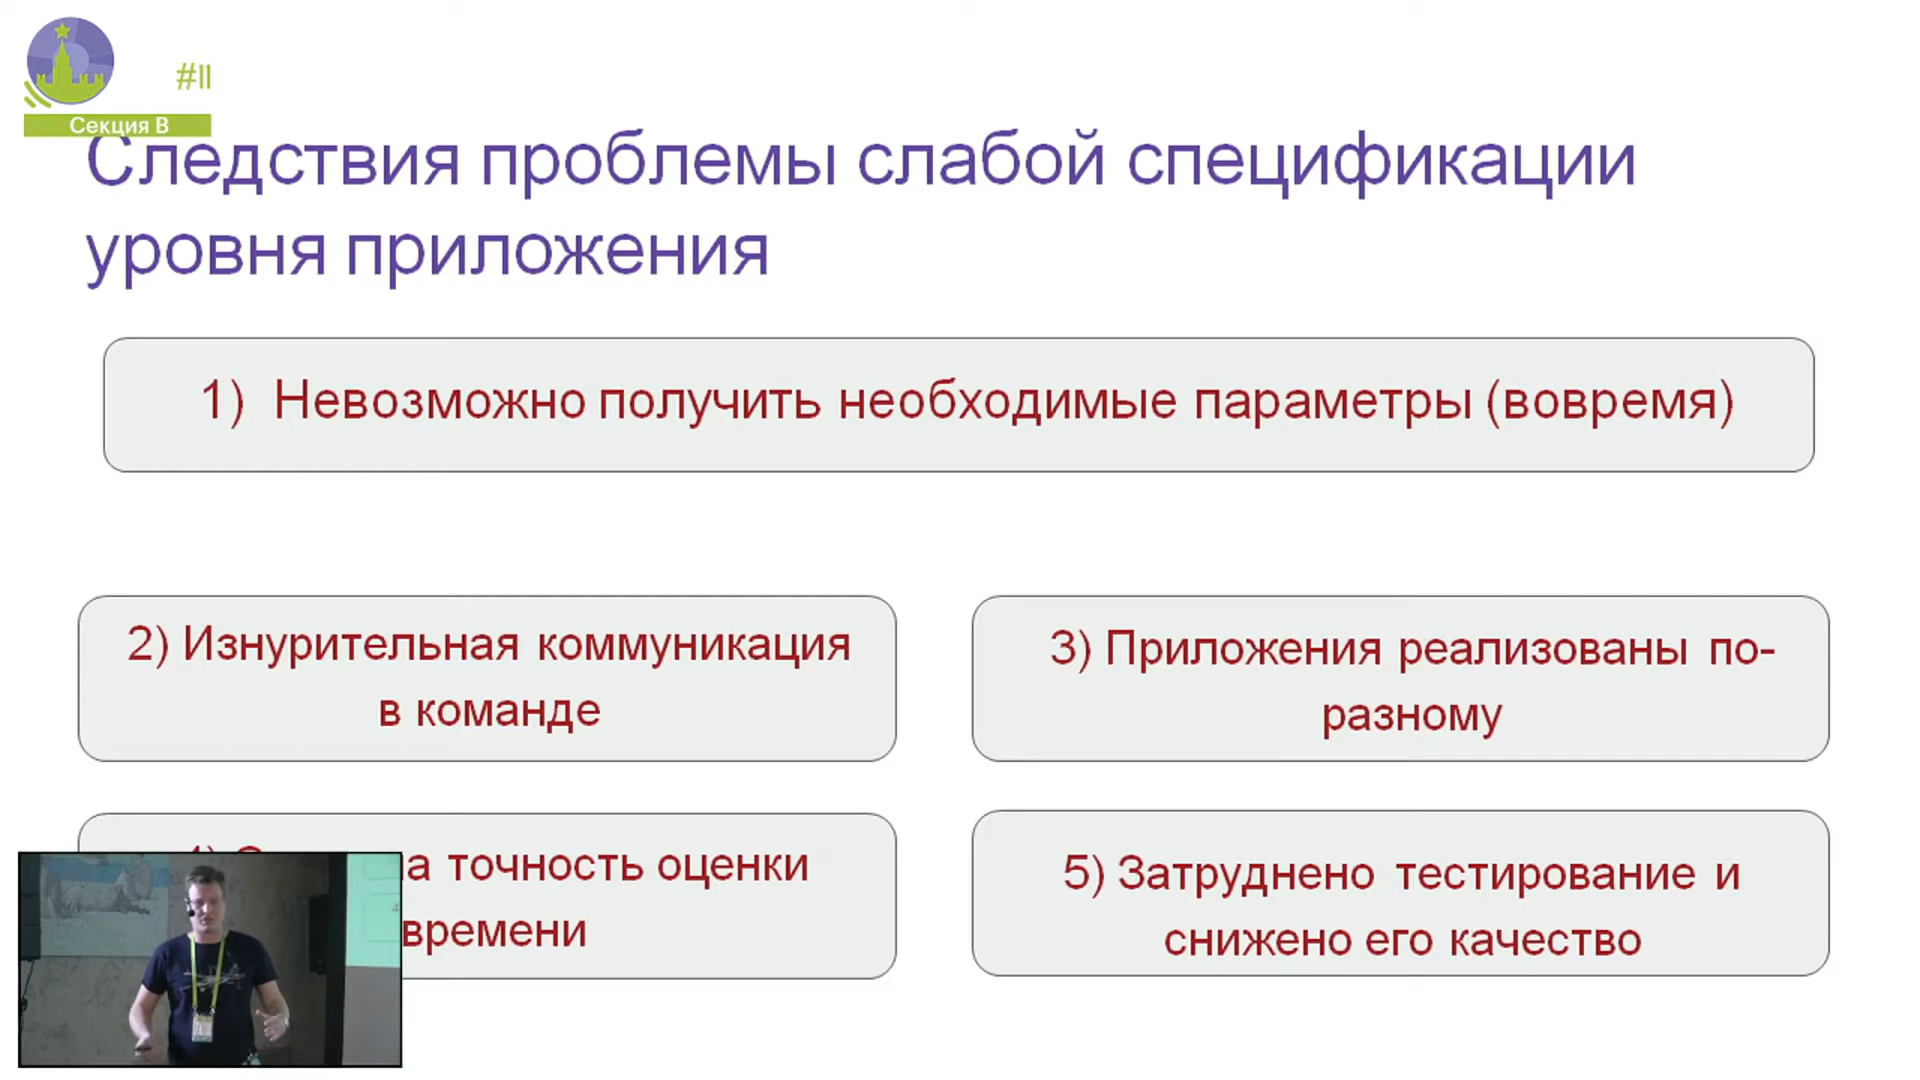 #11
Секция В
Следствия проблемы слабой спецификации
уровня приложения
1) Невозможно получить необходимые параметры (вовремя)
2) Изнурительная коммуникация
в команде
3) Приложения реализованы по-
разному
точность оценки
времени
5) Затруднено тестирование и
снижено его качество